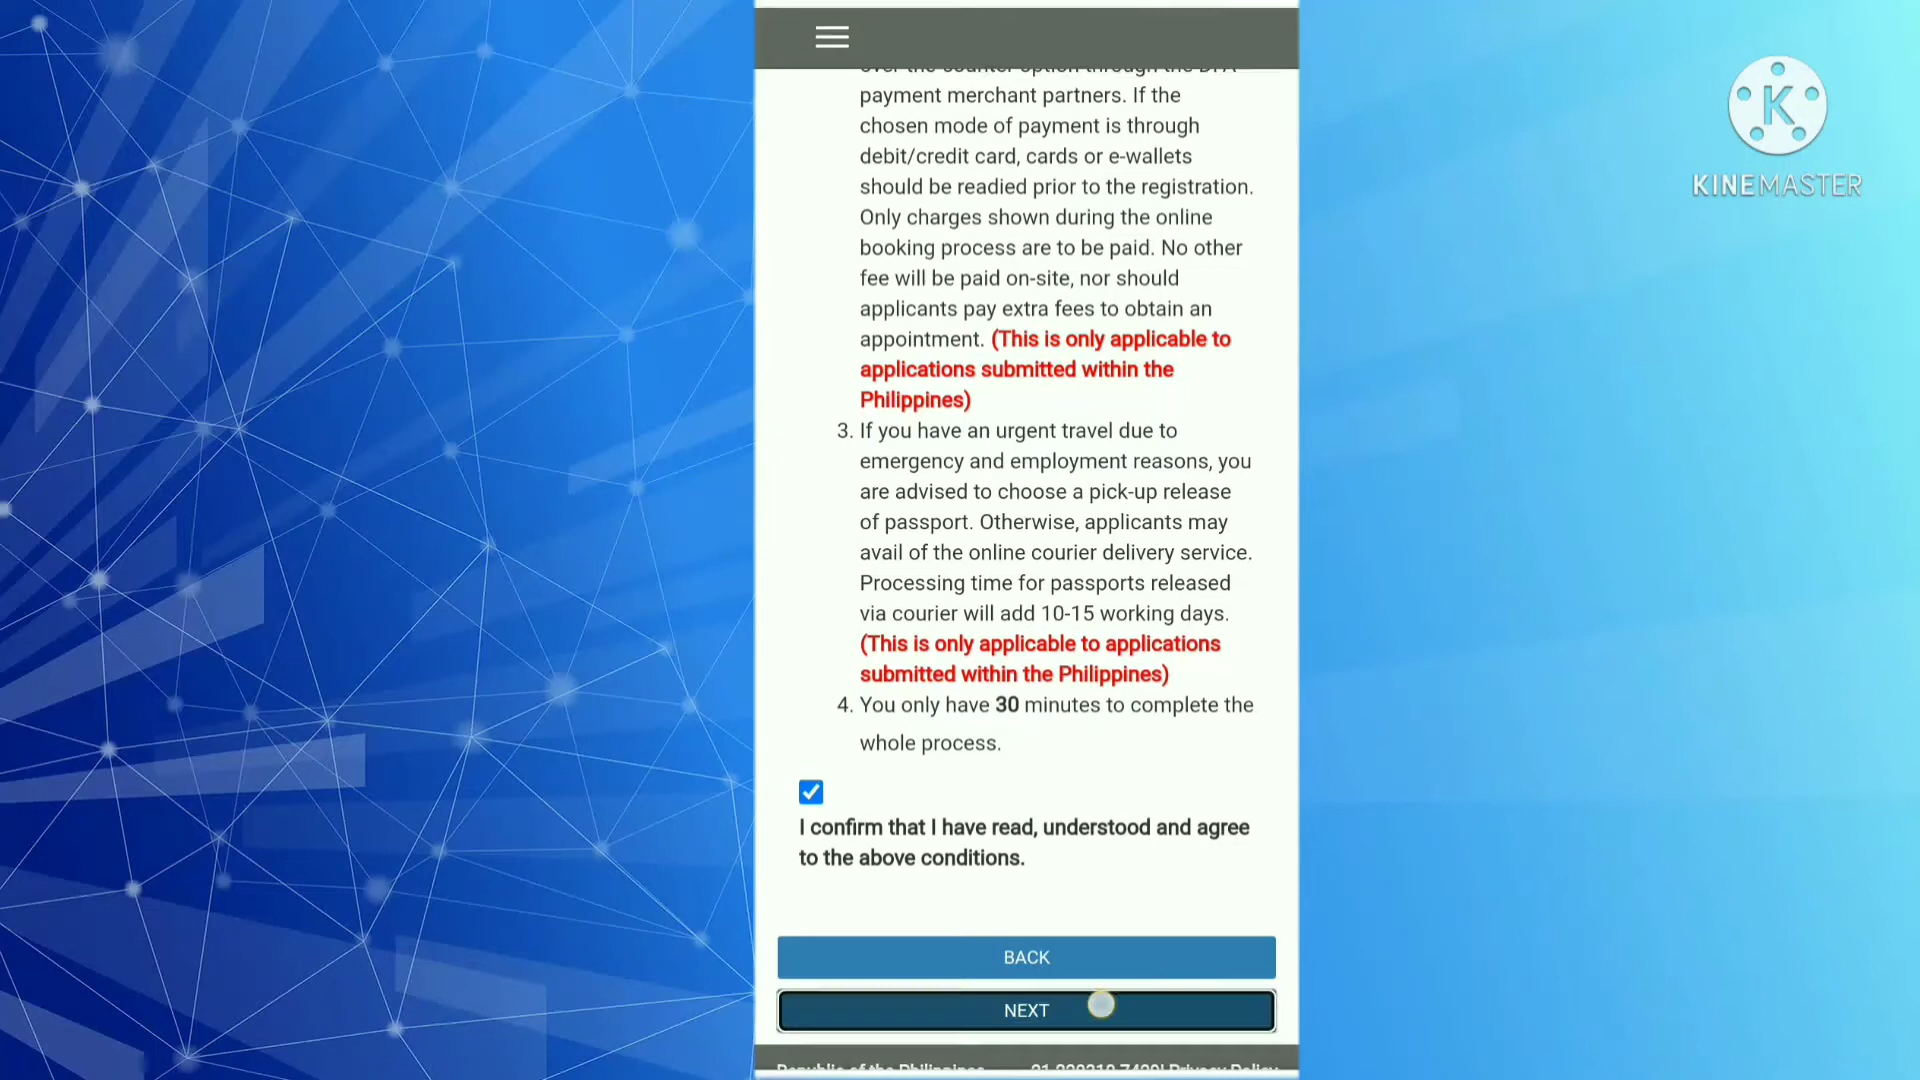 payment merchant partners. If the
chosen mode of payment is through
debit/credit card, cards or e-wallets
should be readied prior to the registration.
Only charges shown during the online
booking process are to be paid. No other
fee will be paid on-site, nor should
applicants pay extra fees to obtain an
appointment. (This is only applicable to
applications submitted within the
Philippines)
3. If you have an urgent travel due to
emergency and employment reasons, you
are advised to choose a pick-up release
of passport. Otherwise, applicants may
avail of the online courier delivery service.
Processing time for passports released
via courier will add 10-15 working days.
(This is only applicable to applications
submitted within the Philippines)
4. You only have 30 minutes to complete the
whole process.
I confirm that I have read, understood and agree
to the above conditions.
BACK
NEXT
K
KINEMASTER